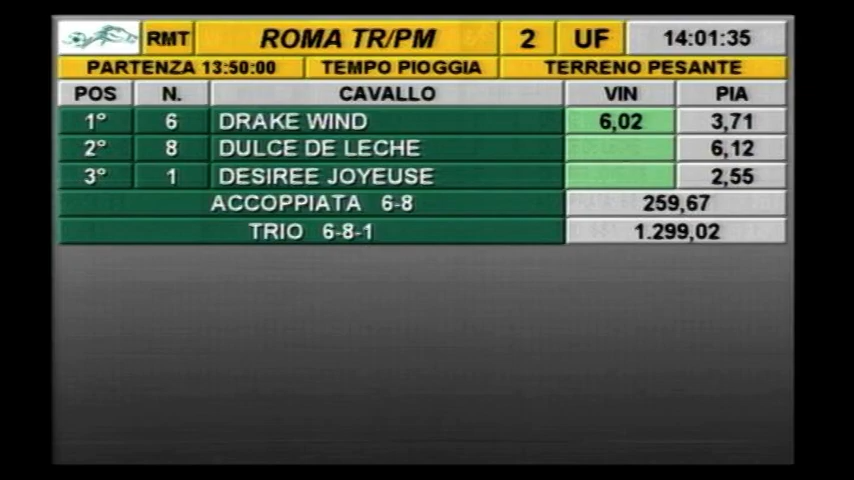 RMT ROMA TR/PM 2 UF 14:01:35
PARTENZA 13:50:00 TEMPO PIOGGIA TERRENO PESANTE
POS N. CAVALLO VIN PIA
1° 6 DRAKE WIND 6,02 3,71
2° 8 DULCE DE LECHE 6,12
3° 1 DESIREE JOYEUSE 2,55
ACCOPPIATA 6-8 259,67
TRIO 6-8-1 1.299,02